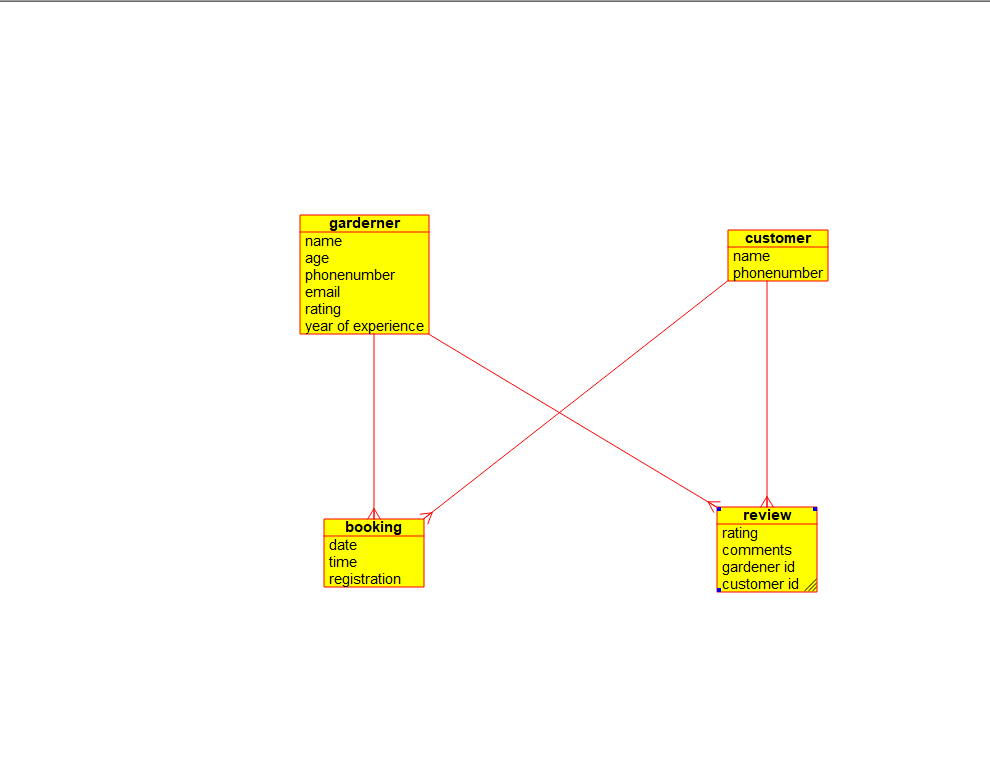 garderner
name
age
phonenumber
email
rating
year of experience
customer
name
phonenumber
booking
date
time
registration
review
rating
comments
gardener id
customer id